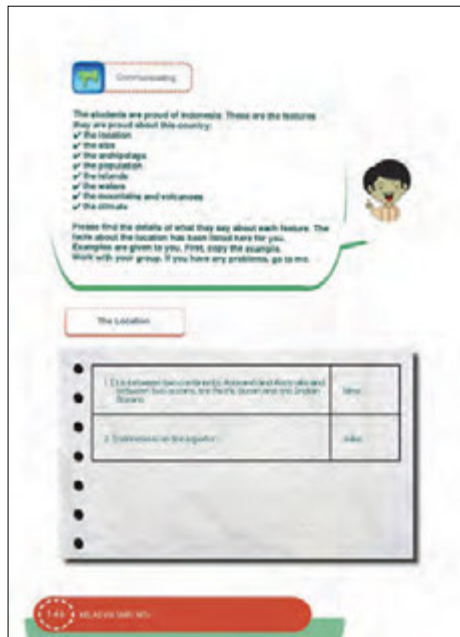 Communicating
The students are proud of Indonesia. These are the features
they are proud about this country:
✔ the location
✔ the size
✔ the archipelago
✔ the population
✔ the islands
✔ the waters
✔ the mountains and volcanoes
✔ the climate
Please find the details of what they say about each feature. The
facts about the location has been listed here for you.
Examples are given to you. First, copy the example.
Work with your group. If you have any problems, go to me.
The Location
1. It is between two continents, Asia and Australia and
between two oceans, the Pacific Ocean and the Indian
Oceans.
2. Indonesia is on the equator.
KELAS VIII SMP/MTs